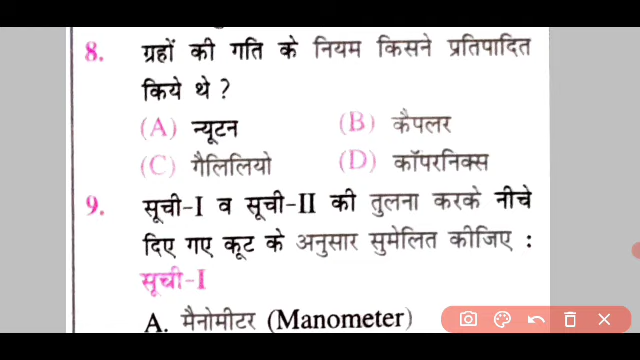 8. ग्रहों की गति के नियम किसने प्रतिपादित
किये थे ?
(A) न्यूटन (B) कैपलर
(C) गैलिलियो (D) कॉपरनिक्स
9. सूची-I व सूची-II की तुलना करके नीचे
दिए गए कूट के अनुसार सुमेलित कीजिए :
सूची-I
A. मैनोमीटर (Manometer)